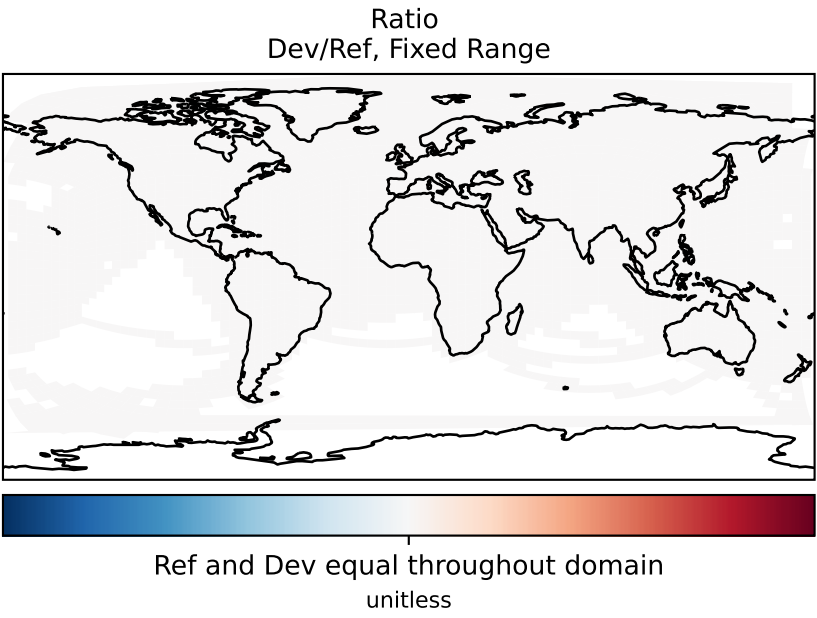 Ratio
Dev/Ref, Fixed Range
Ref and Dev equal throughout domain
unitless